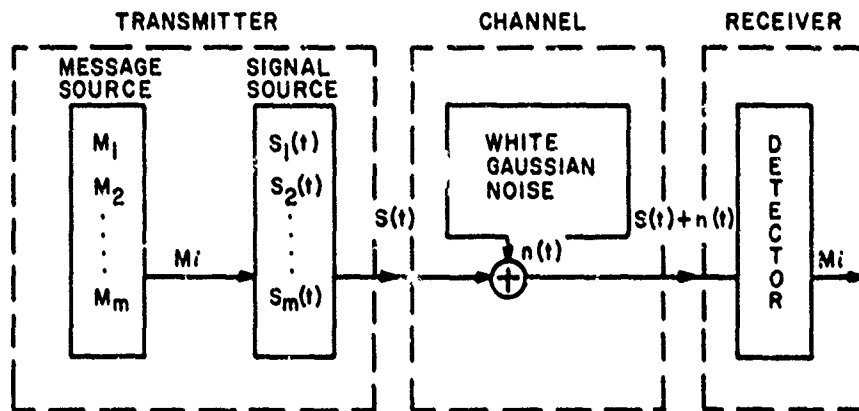 TRANSMITTER
CHANNEL
RECEIVER
MESSAGE
SOURCE
SIGNAL
SOURCE
M1
M2
Mm
Mi
S1(t)
S2(t)
Sm(t)
S(t)
WHITE
GAUSSIAN
NOISE
n(t)
+
S(t)+n(t)
DETECTOR
Mi